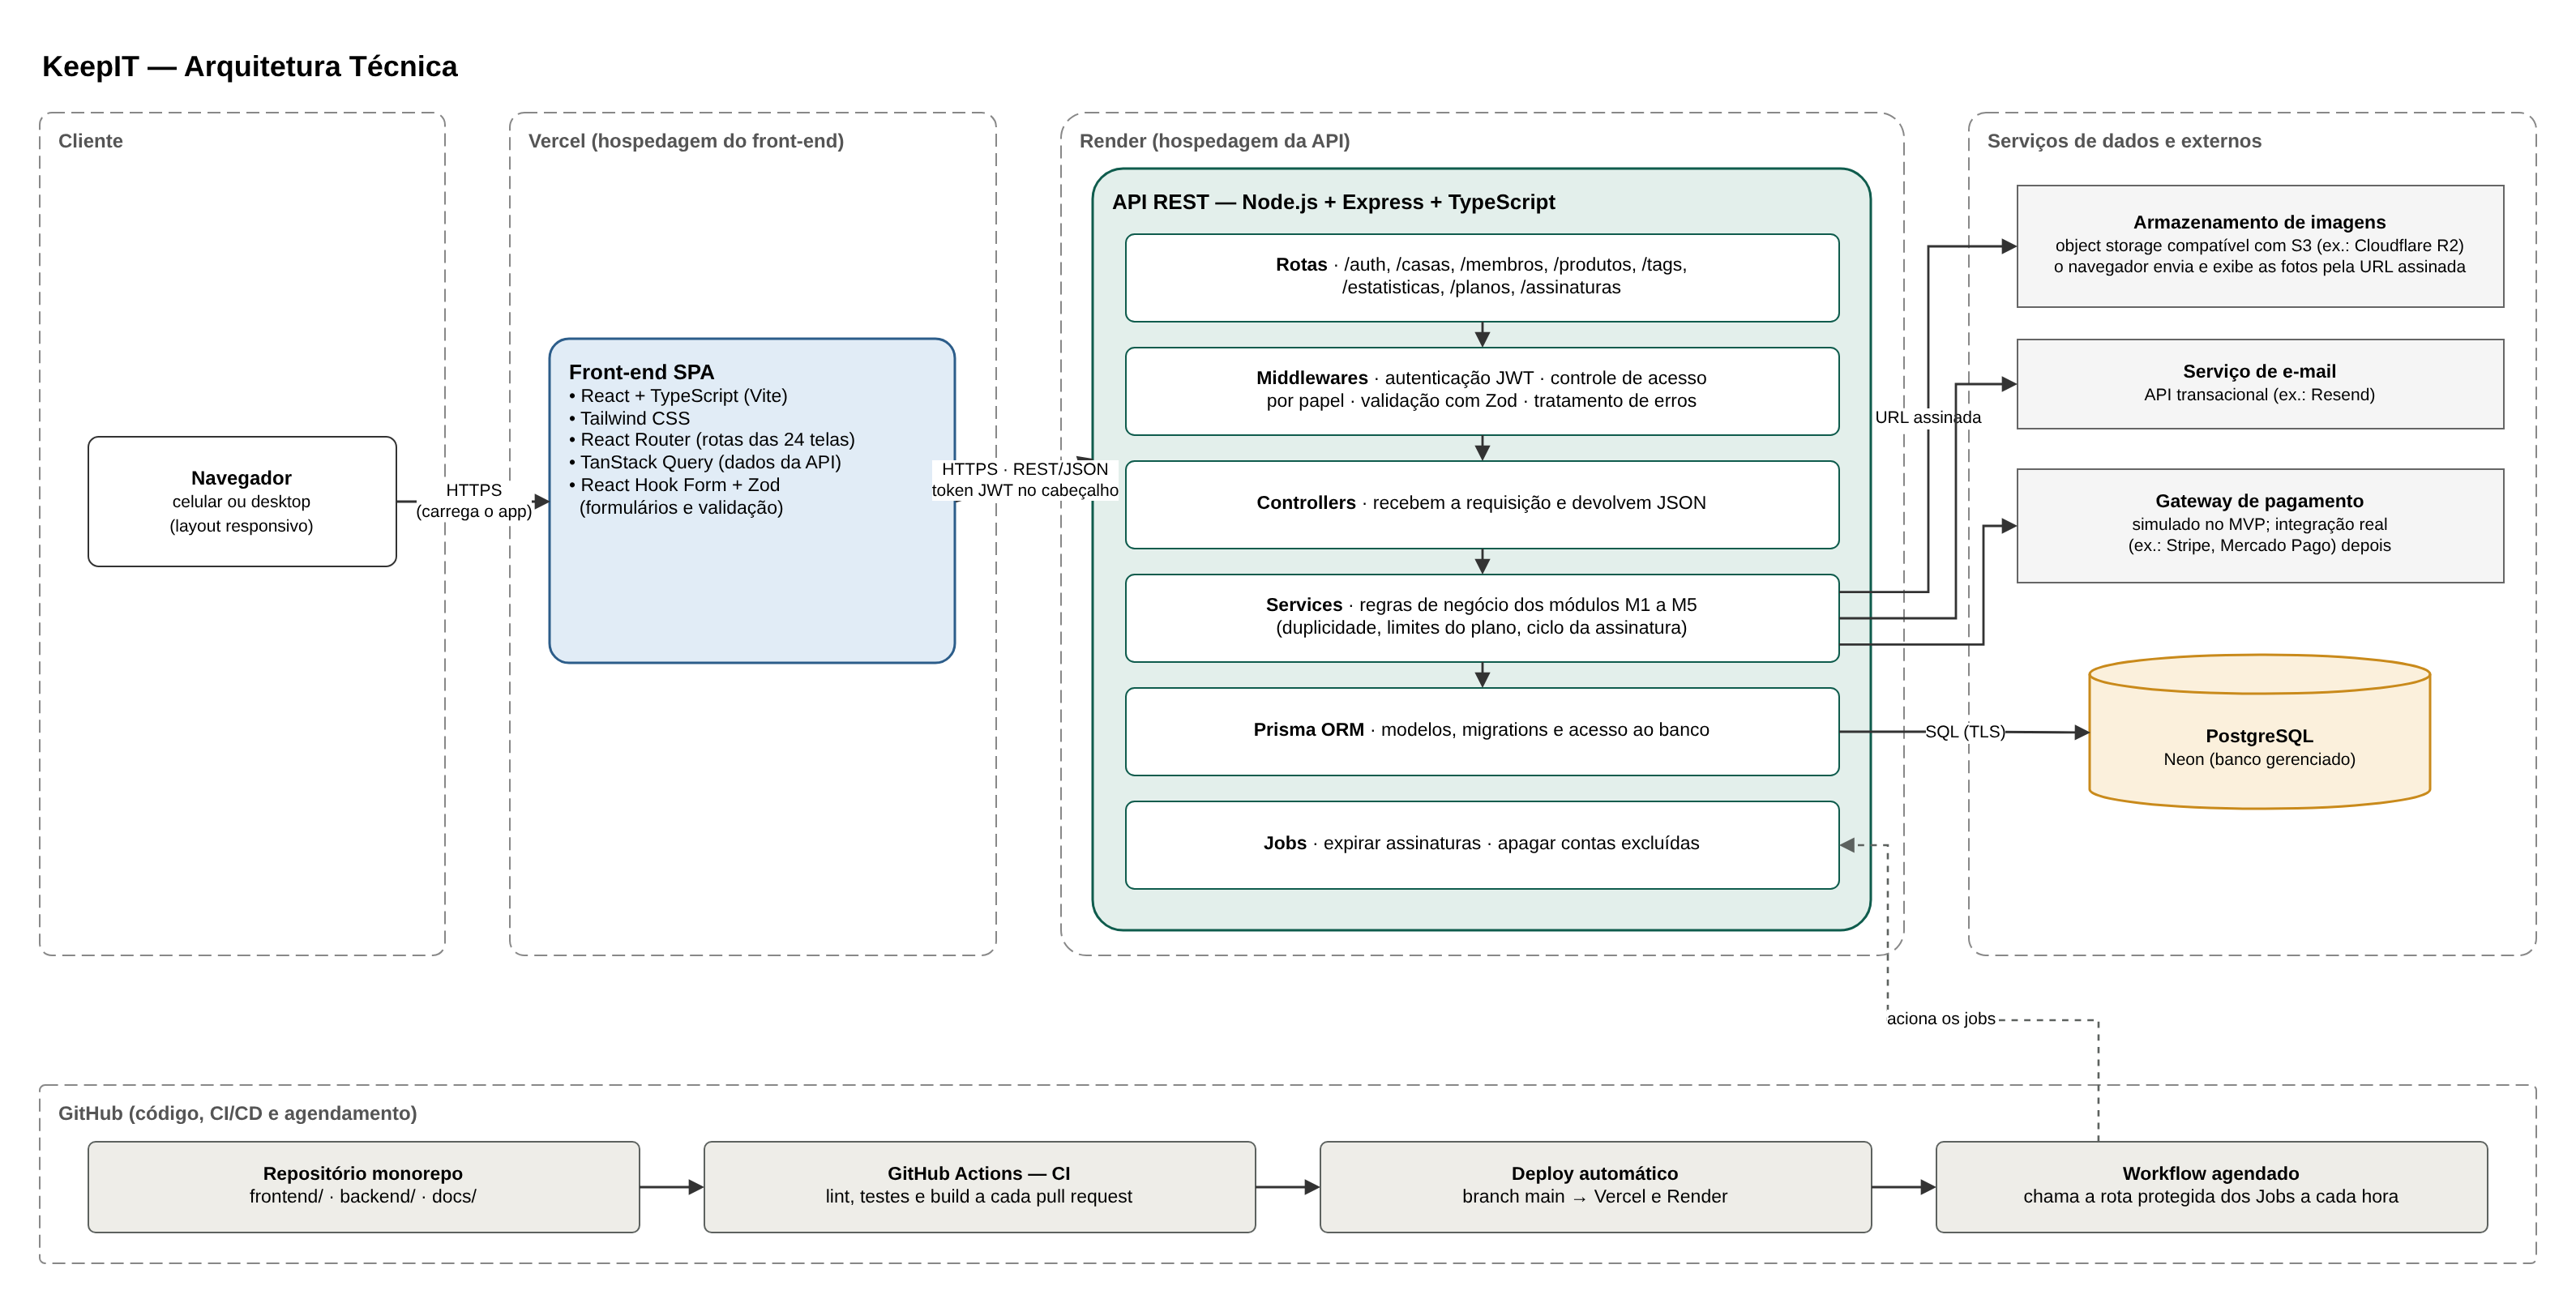 KeepIT — Arquitetura Técnica
Cliente
Navegador
celular ou desktop
(layout responsivo)
HTTPS
(carrega o app)
Vercel (hospedagem do front-end)
Front-end SPA
• React + TypeScript (Vite)
• Tailwind CSS
• React Router (rotas das 24 telas)
• TanStack Query (dados da API)
• React Hook Form + Zod
(formulários e validação)
HTTPS · REST/JSON
token JWT no cabeçalho
Render (hospedagem da API)
API REST — Node.js + Express + TypeScript
Rotas · /auth, /casas, /membros, /produtos, /tags,
/estatisticas, /planos, /assinaturas
Middlewares · autenticação JWT · controle de acesso
por papel · validação com Zod · tratamento de erros
Controllers · recebem a requisição e devolvem JSON
Services · regras de negócio dos módulos M1 a M5
(duplicidade, limites do plano, ciclo da assinatura)
Prisma ORM · modelos, migrations e acesso ao banco
Jobs · expirar assinaturas · apagar contas excluídas
URL assinada
SQL (TLS)
aciona os jobs
Serviços de dados e externos
Armazenamento de imagens
object storage compatível com S3 (ex.: Cloudflare R2)
o navegador envia e exibe as fotos pela URL assinada
Serviço de e-mail
API transacional (ex.: Resend)
Gateway de pagamento
simulado no MVP; integração real
(ex.: Stripe, Mercado Pago) depois
PostgreSQL
Neon (banco gerenciado)
GitHub (código, CI/CD e agendamento)
Repositório monorepo
frontend/ · backend/ · docs/
GitHub Actions — CI
lint, testes e build a cada pull request
Deploy automático
branch main → Vercel e Render
Workflow agendado
chama a rota protegida dos Jobs a cada hora